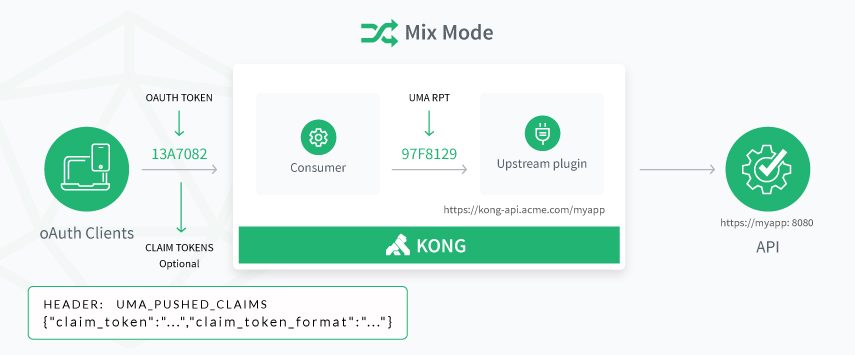 Mix Mode
OAUTH TOKEN
13A7082
oAuth Clients
CLAIM TOKENS
Optional
Consumer
UMA RPT
97F8129
Upstream plugin
https://kong-api.acme.com/myapp
KONG
https://myapp: 8080
API
HEADER: UMA_PUSHED_CLAIMS
{"claim_token":"...","claim_token_format":"..."}